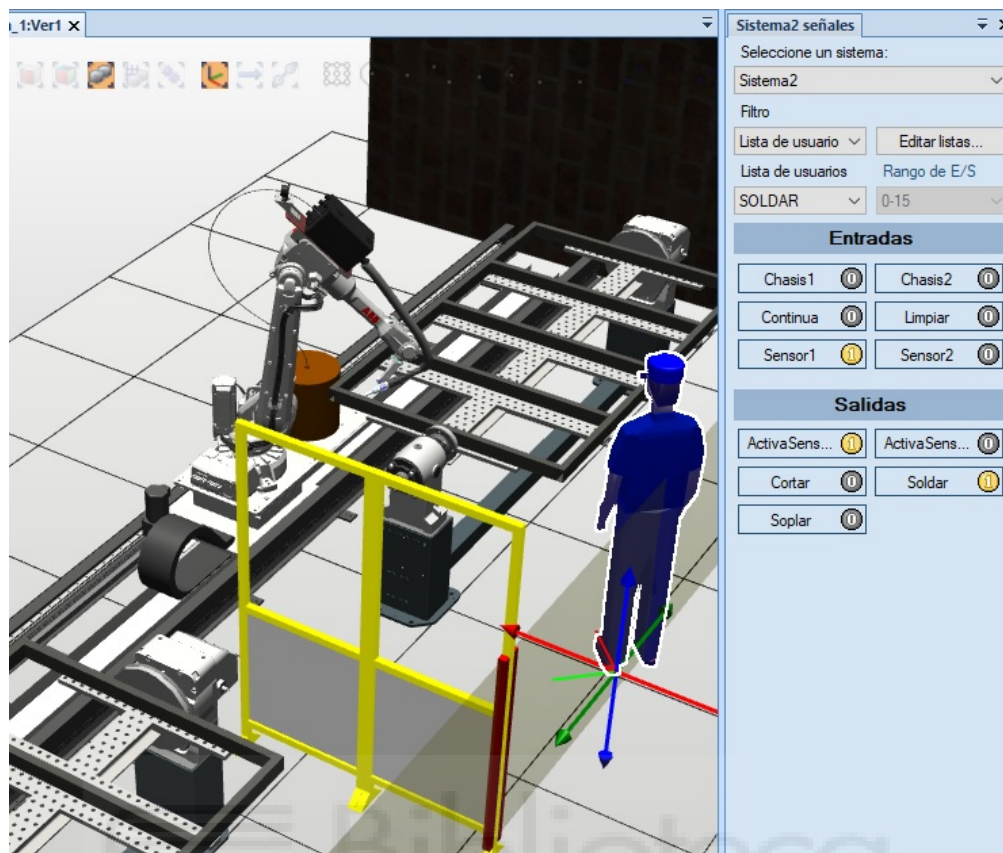 _1:Ver1
Sistema2 señales
Seleccione un sistema:
Sistema2
Filtro
Lista de usuario Editar listas...
Lista de usuarios Rango de E/S
SOLDAR 0-15
Entradas
Chasis1 0 Chasis2 0
Continua 0 Limpiar 0
Sensor1 1 Sensor2 0
Salidas
ActivaSens... 1 ActivaSens... 0
Cortar 0 Soldar 1
Soplar 0
ABB
Biblioteca